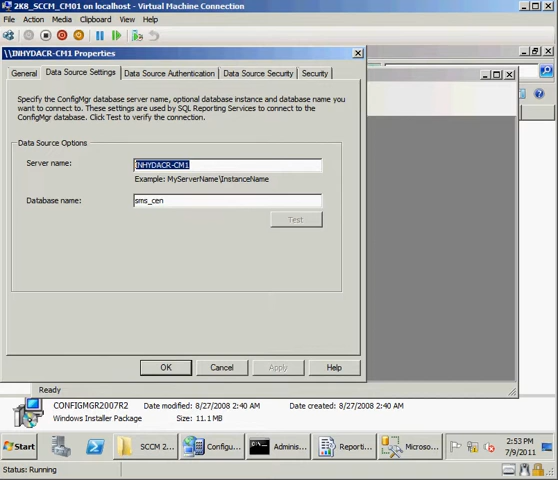 2K8_SCCM_CM01 on localhost - Virtual Machine Connection
File Action Media Clipboard View Help
\\INHYDACR-CM1 Properties
General Data Source Settings Data Source Authentication Data Source Security Security
Specify the ConfigMgr database server name, optional database instance and database name you
want to connect to. These settings are used by SQL Reporting Services to connect to the
ConfigMgr database. Click Test to verify the connection.
Data Source Options
Server name: INHYDACR-CM1
Example: MyServerName\InstanceName
Database name: sms_cen
Test
OK Cancel Apply Help
Ready
CONFIGMGR2007R2 Date modified: 8/27/2008 2:40 AM Date created: 8/27/2008 2:40 AM
Windows Installer Package Size: 11.1 MB
Start SCCM 2... Configu... Adminis... Reporti... Microso... 2:53 PM
7/9/2011
Status: Running